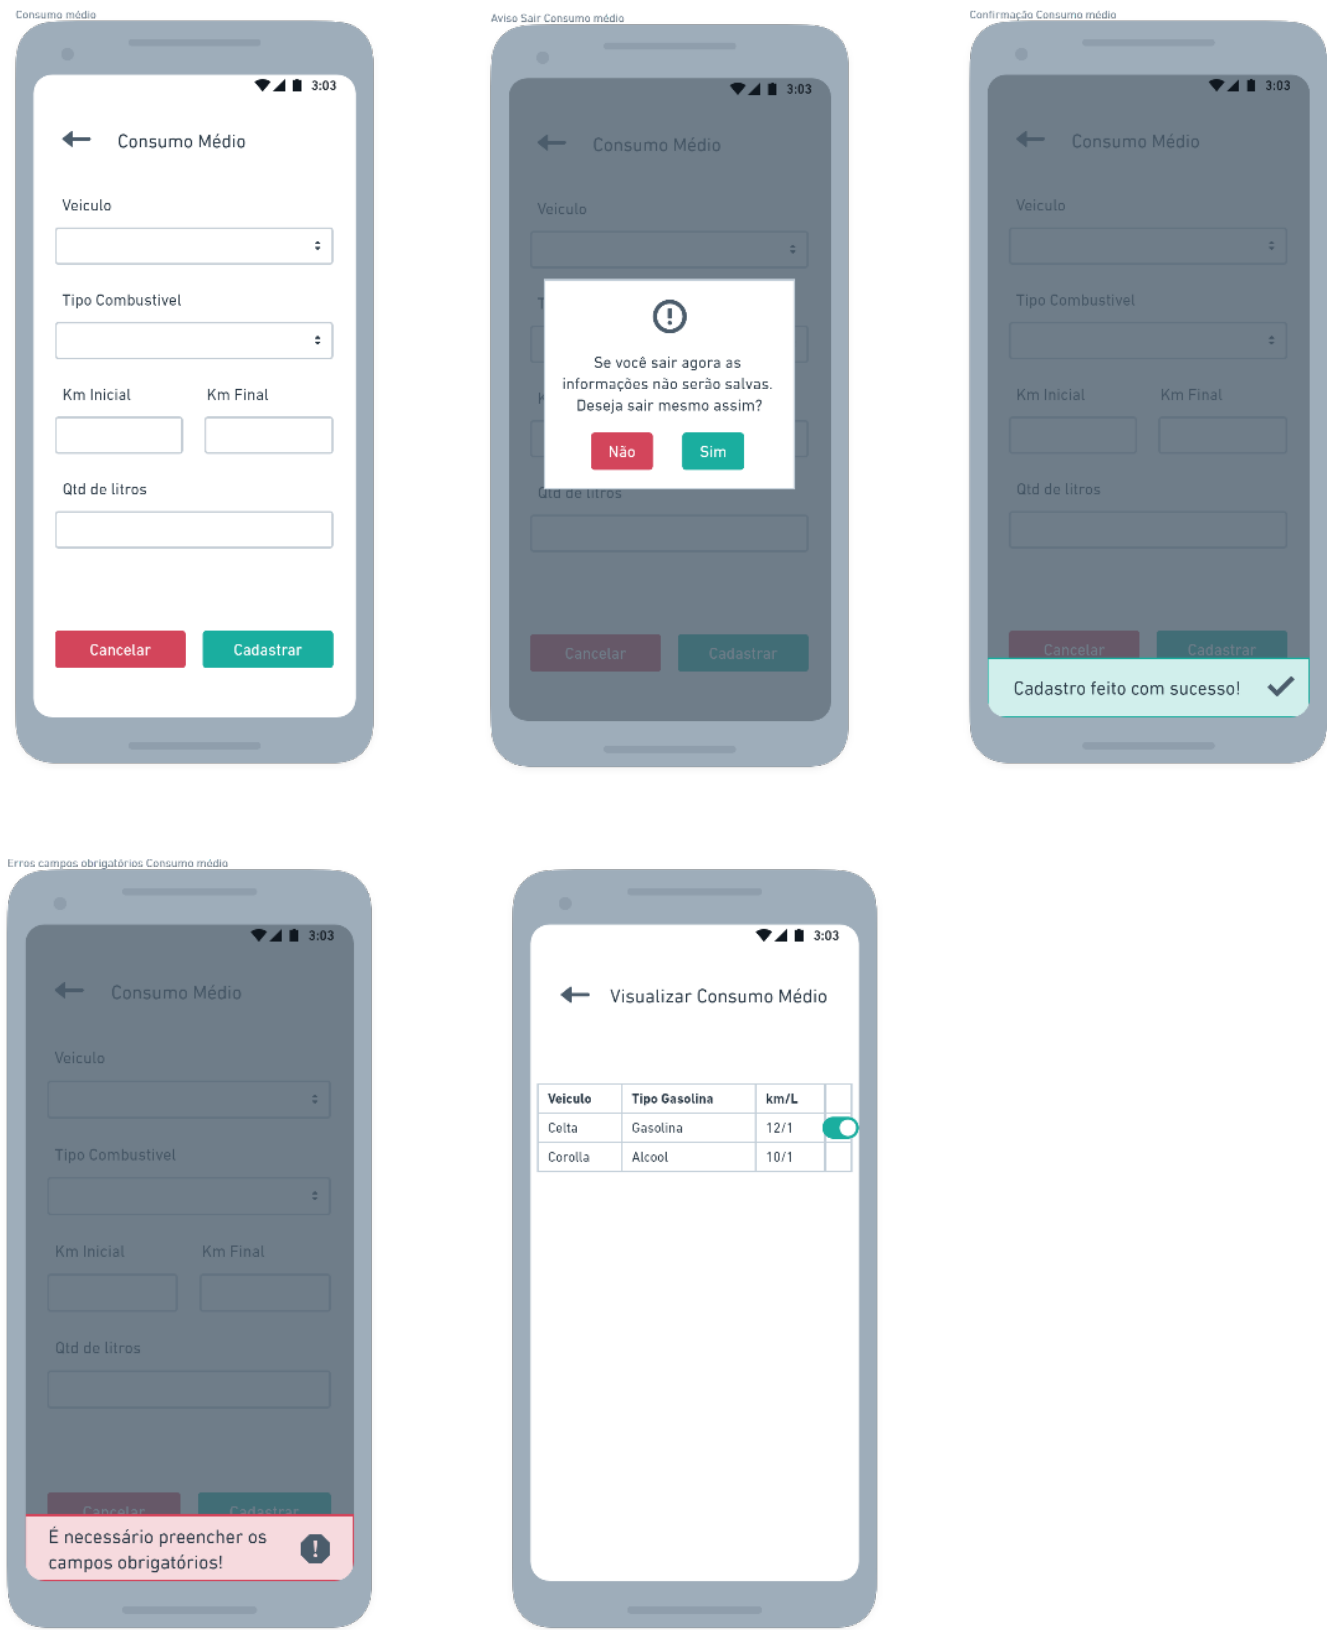 Consumo médio
3:03
Consumo Médio
Veiculo
Tipo Combustivel
Km Inicial Km Final
Qtd de litros
Cancelar Cadastrar
Aviso Sair Consumo médio
3:03
Consumo Médio
Veiculo
T
Se você sair agora as
informações não serão salvas.
Deseja sair mesmo assim?
Não Sim
Qtd de litros
Cancelar Cadastrar
Confirmação Consumo médio
3:03
Consumo Médio
Veiculo
Tipo Combustivel
Km Inicial Km Final
Qtd de litros
Cancelar Cadastrar
Cadastro feito com sucesso!
Erros campos obrigatórios Consumo médio
3:03
Consumo Médio
Veiculo
Tipo Combustivel
Km Inicial Km Final
Qtd de litros
Cancelar Cadastrar
É necessário preencher os
campos obrigatórios!
3:03
Visualizar Consumo Médio
Veiculo Tipo Gasolina km/L
Celta Gasolina 12/1
Corolla Alcool 10/1